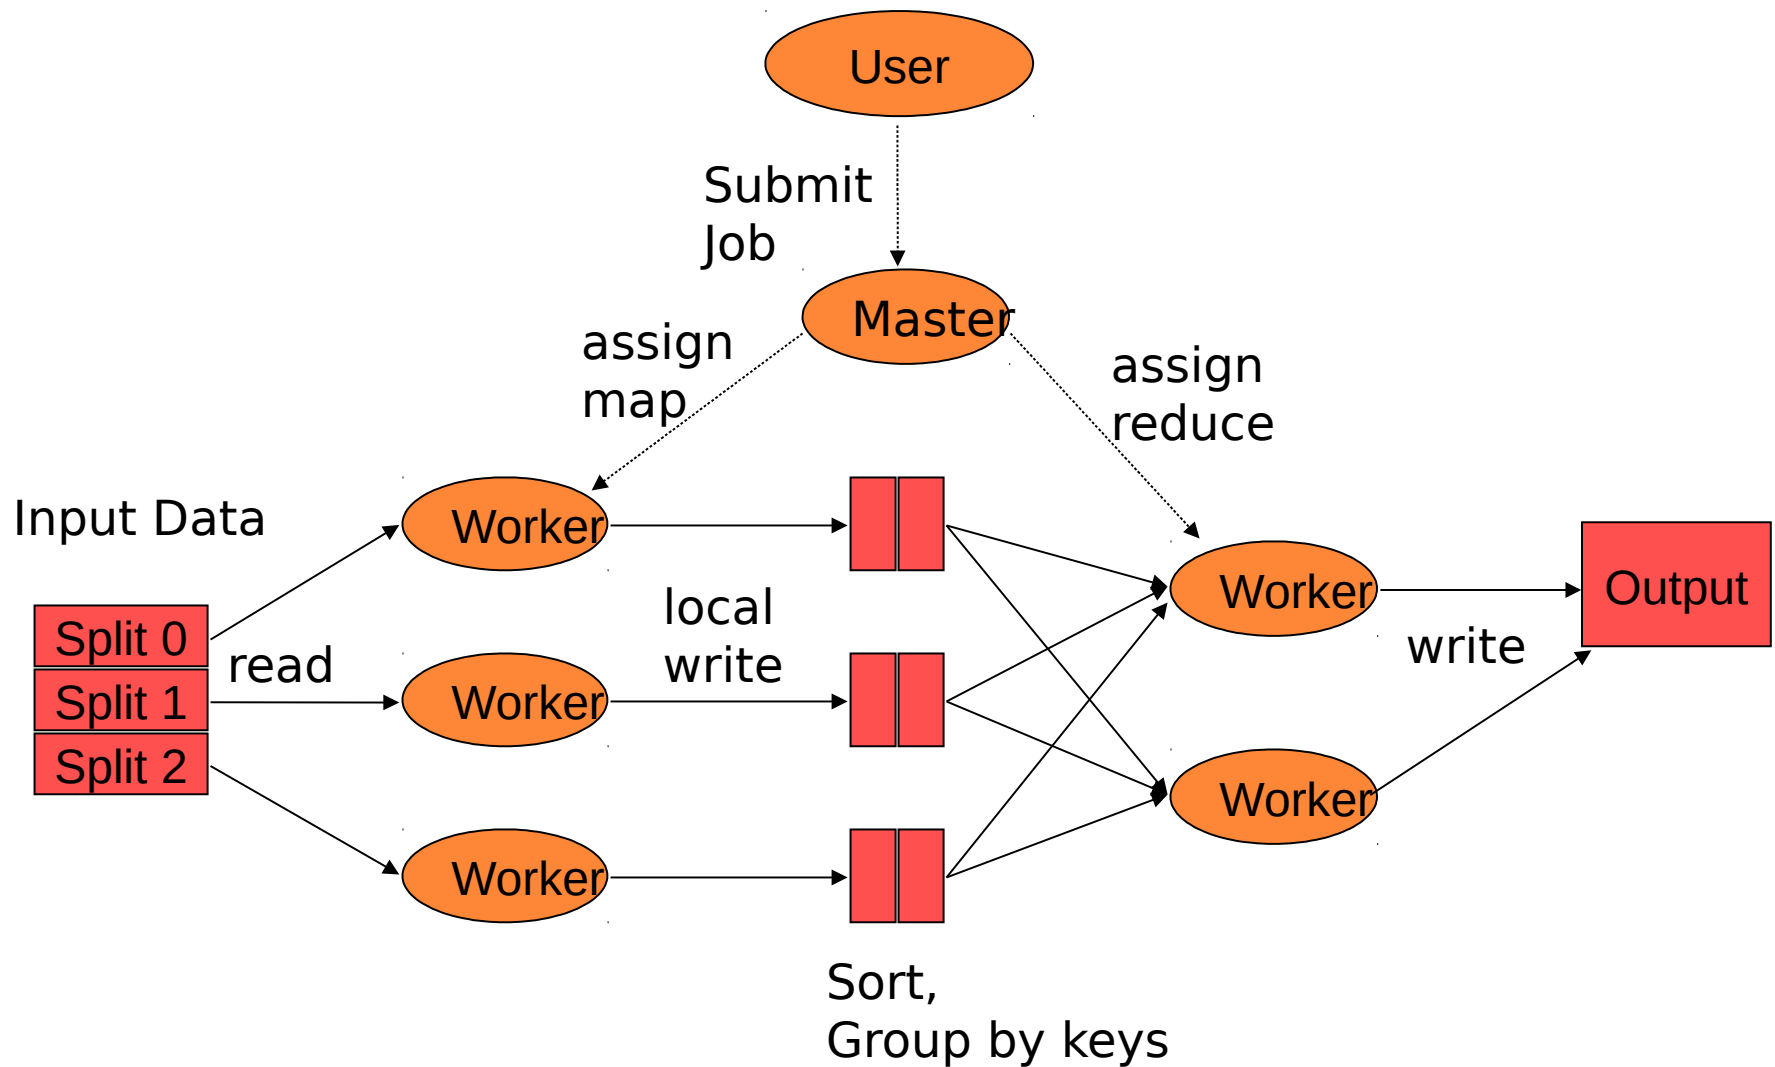 User
Submit
Job
Master
assign
map
assign
reduce
Input Data
Worker
Split 0
Split 1
Split 2
read
local
write
Worker
Output
write
Worker
Worker
Worker
Sort,
Group by keys